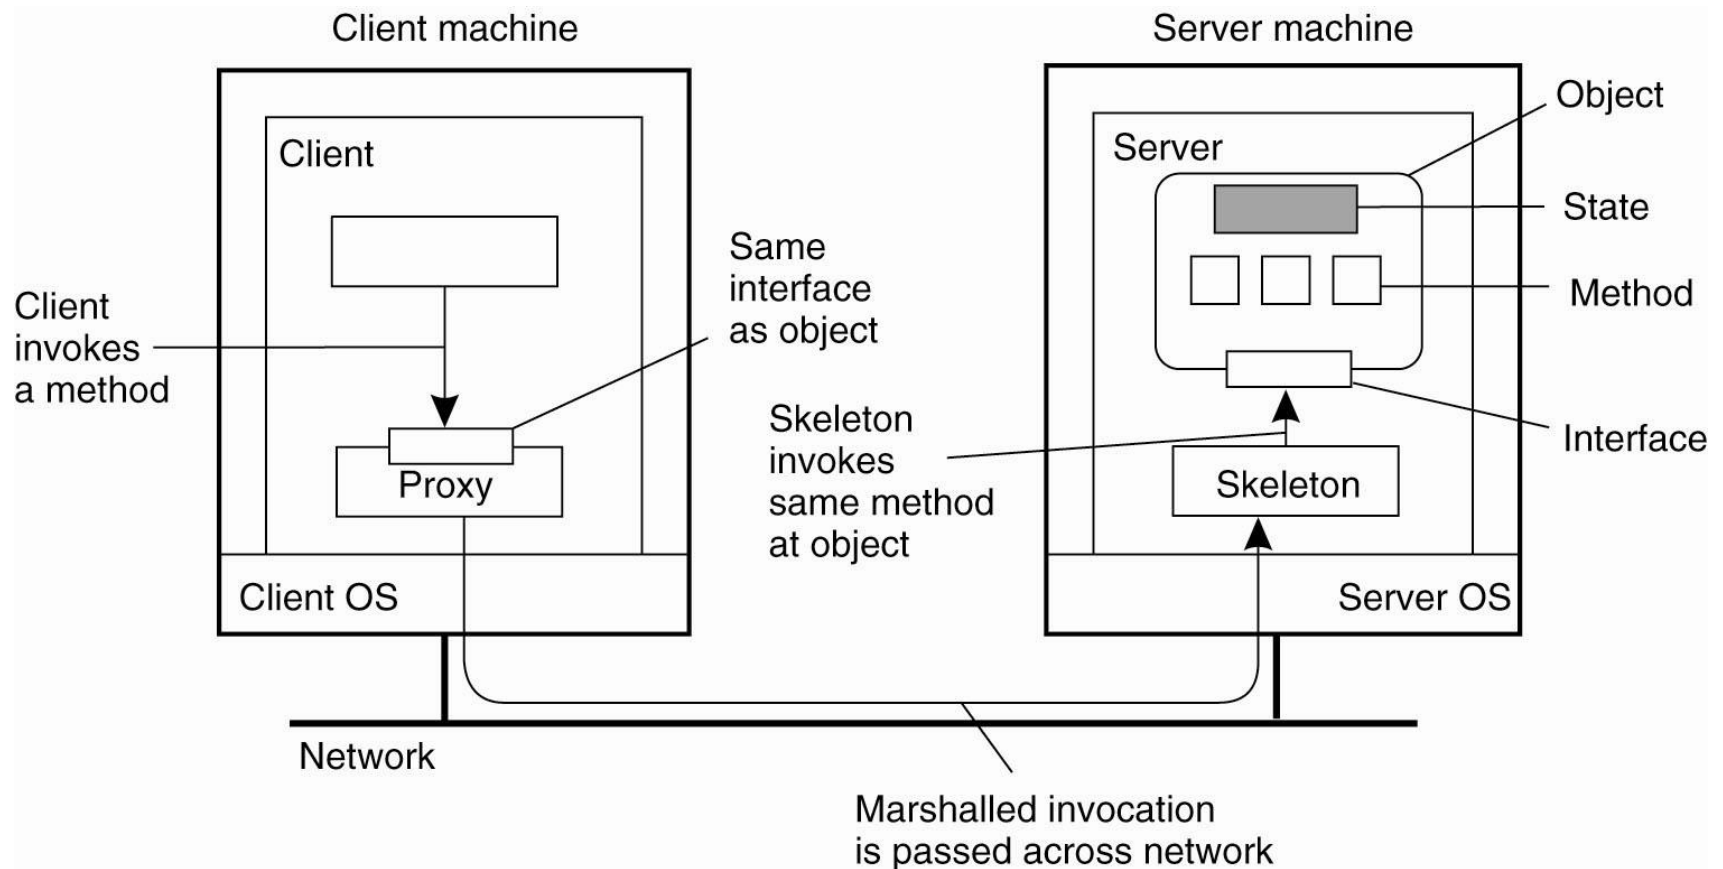 Client machine
Server machine
Client
Server
Object
State
Method
Interface
Client
invokes
a method
Same
interface
as object
Proxy
Skeleton
invokes
same method
at object
Skeleton
Client OS
Server OS
Network
Marshalled invocation
is passed across network